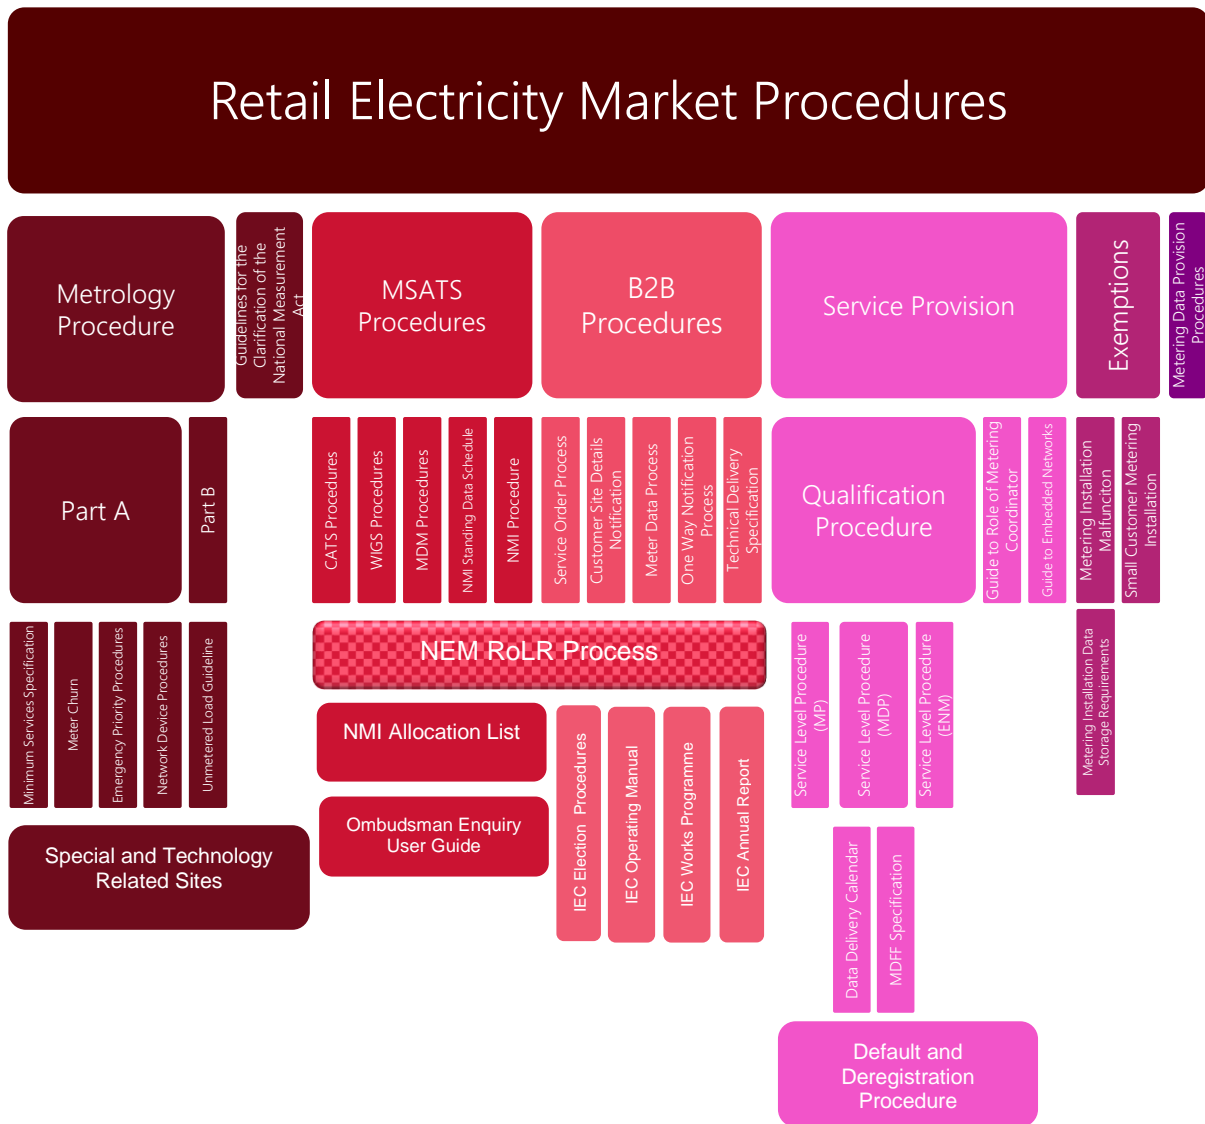 Retail Electricity Market Procedures
Metrology
Procedure
Guidelines for the
Clarification of the
National Measurement
Act
MSATS
Procedures
B2B
Procedures
Service Provision
Exemptions
Metering Data Provision
Procedures
Part A
Part B
CATS Procedures
WIGS Procedures
MDM Procedures
NMI Standing Data Schedule
NMI Procedure
Service Order Process
Customer Site Details
Notification
Meter Data Process
One Way Notification
Process
Technical Delivery
Specification
Qualification
Procedure
Guide to Role of Metering
Coordinator
Guide to Embedded Networks
Metering Installation
Malfunciton
Small Customer Metering
Installation
Minimum Services Specification
Meter Churn
Emergency Priority Procedures
Network Device Procedures
Unmetered Load Guideline
NEM RoLR Process
Service Level Procedure
(MP)
Service Level Procedure
(MDP)
Service Level Procedure
(ENM)
Metering Installation Data
Storage Requirements
NMI Allocation List
Ombudsman Enquiry
User Guide
IEC Election  Procedures
IEC Operating Manual
IEC Works Programme
IEC Annual Report
Special and Technology
Related Sites
Data Delivery Calendar
MDFF Specification
Default and
Deregistration
Procedure